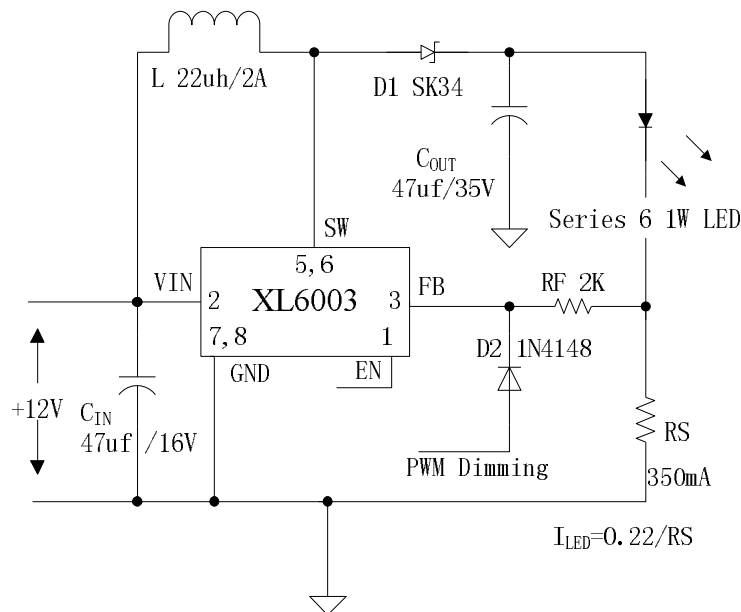 L 22uh/2A
D1 SK34
COUT
47uf/35V
Series 6 1W LED
SW
5,6
VIN
2
XL6003
3
FB
RF 2K
7,8
1
D2 1N4148
GND
EN
+12V
CIN
47uf /16V
RS
PWM Dimming
350mA
ILED=0.22/RS